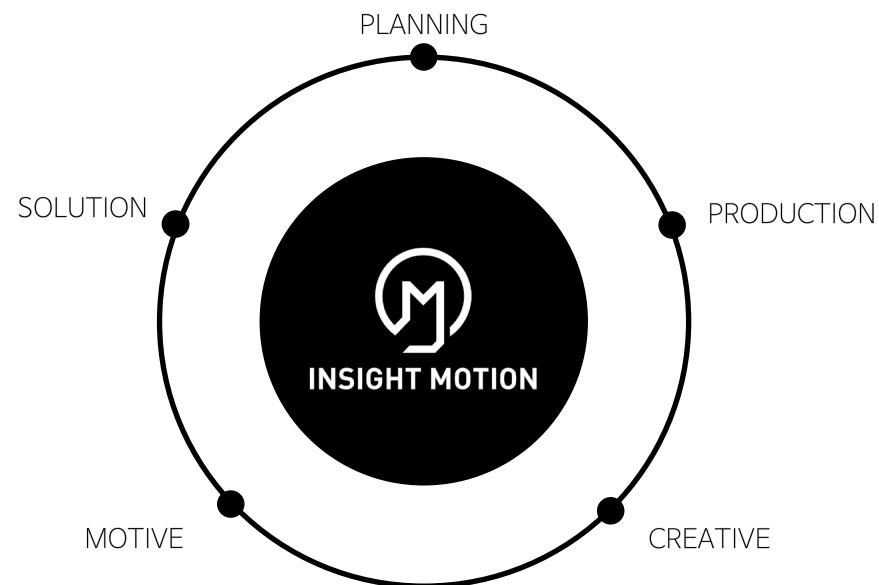 PLANNING
SOLUTION
PRODUCTION
INSIGHT MOTION
MOTIVE
CREATIVE